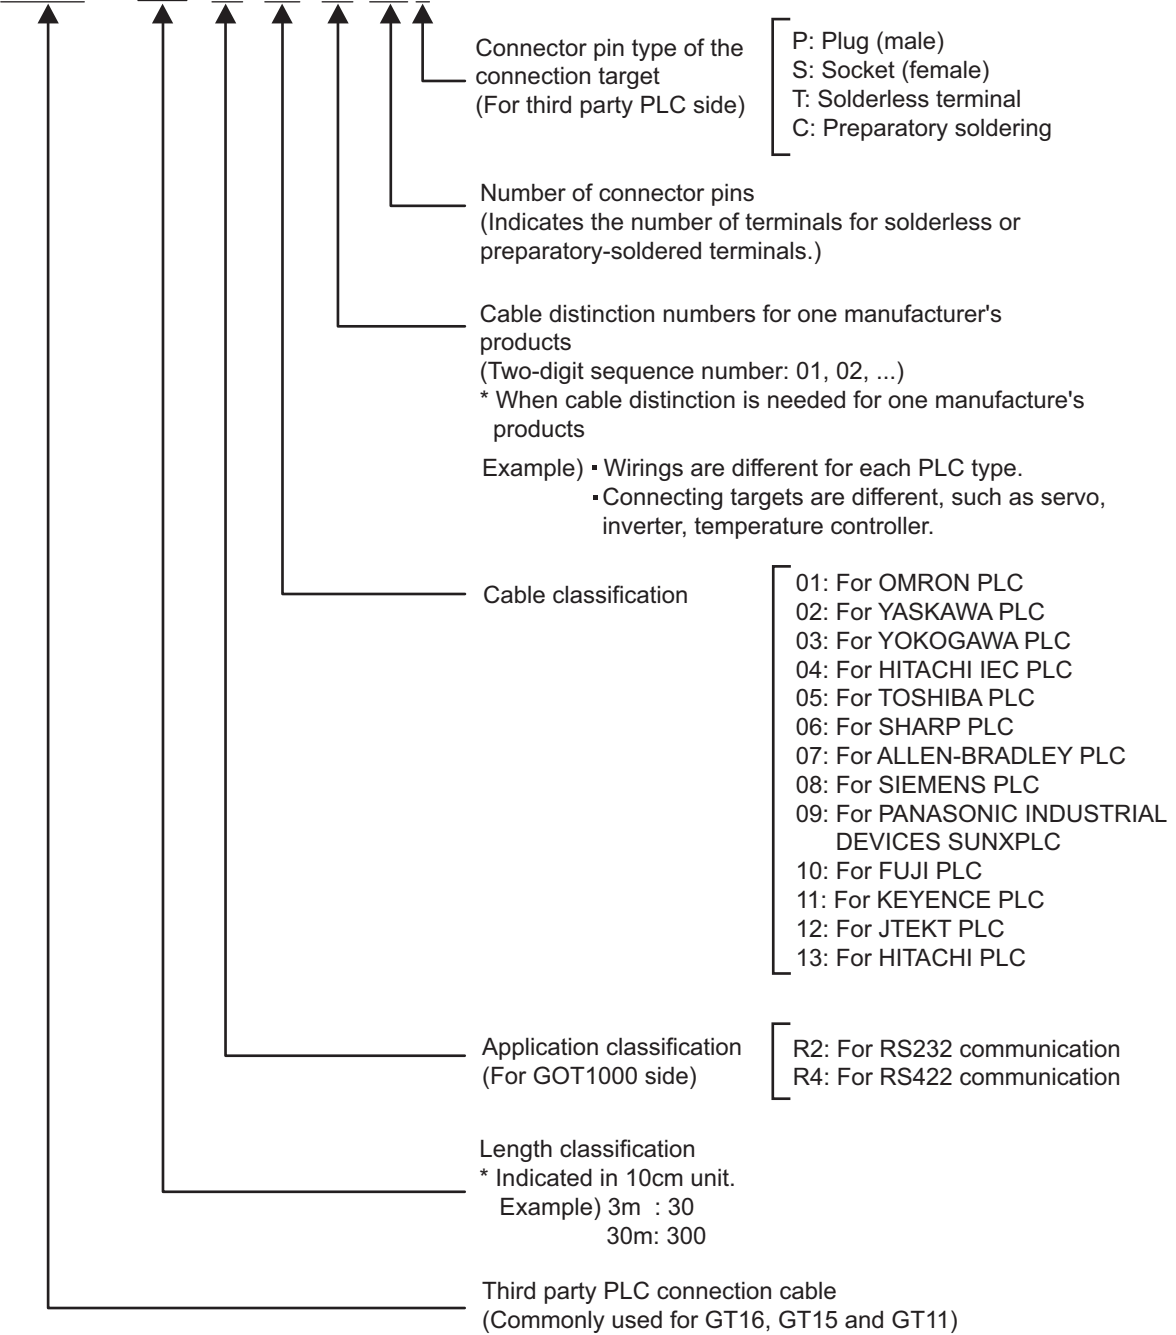 Connector pin type of the
connection target
(For third party PLC side)
P: Plug (male)
S: Socket (female)
T: Solderless terminal
C: Preparatory soldering
Number of connector pins
(Indicates the number of terminals for solderless or
preparatory-soldered terminals.)
Cable distinction numbers for one manufacturer's
products
(Two-digit sequence number: 01, 02, ...)
* When cable distinction is needed for one manufacture's
products
Example) ▪ Wirings are different for each PLC type.
▪ Connecting targets are different, such as servo,
inverter, temperature controller.
Cable classification
01: For OMRON PLC
02: For YASKAWA PLC
03: For YOKOGAWA PLC
04: For HITACHI IEC PLC
05: For TOSHIBA PLC
06: For SHARP PLC
07: For ALLEN-BRADLEY PLC
08: For SIEMENS PLC
09: For PANASONIC INDUSTRIAL
DEVICES SUNXPLC
10: For FUJI PLC
11: For KEYENCE PLC
12: For JTEKT PLC
13: For HITACHI PLC
Application classification
(For GOT1000 side)
R2: For RS232 communication
R4: For RS422 communication
Length classification
* Indicated in 10cm unit.
Example) 3m : 30
30m: 300
Third party PLC connection cable
(Commonly used for GT16, GT15 and GT11)